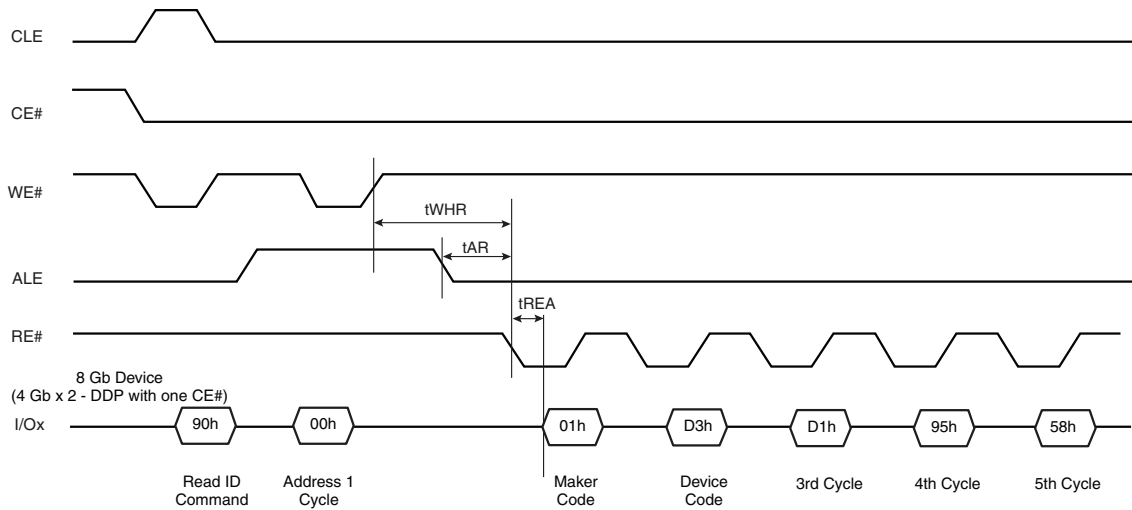 CLE
CE#
WE#
tWHR
tAR
ALE
tREA
RE#
8 Gb Device
(4 Gb x 2 - DDP with one CE#)
I/Ox
90h
00h
01h
D3h
D1h
95h
58h
Read ID
Command
Address 1
Cycle
Maker
Code
Device
Code
3rd Cycle
4th Cycle
5th Cycle